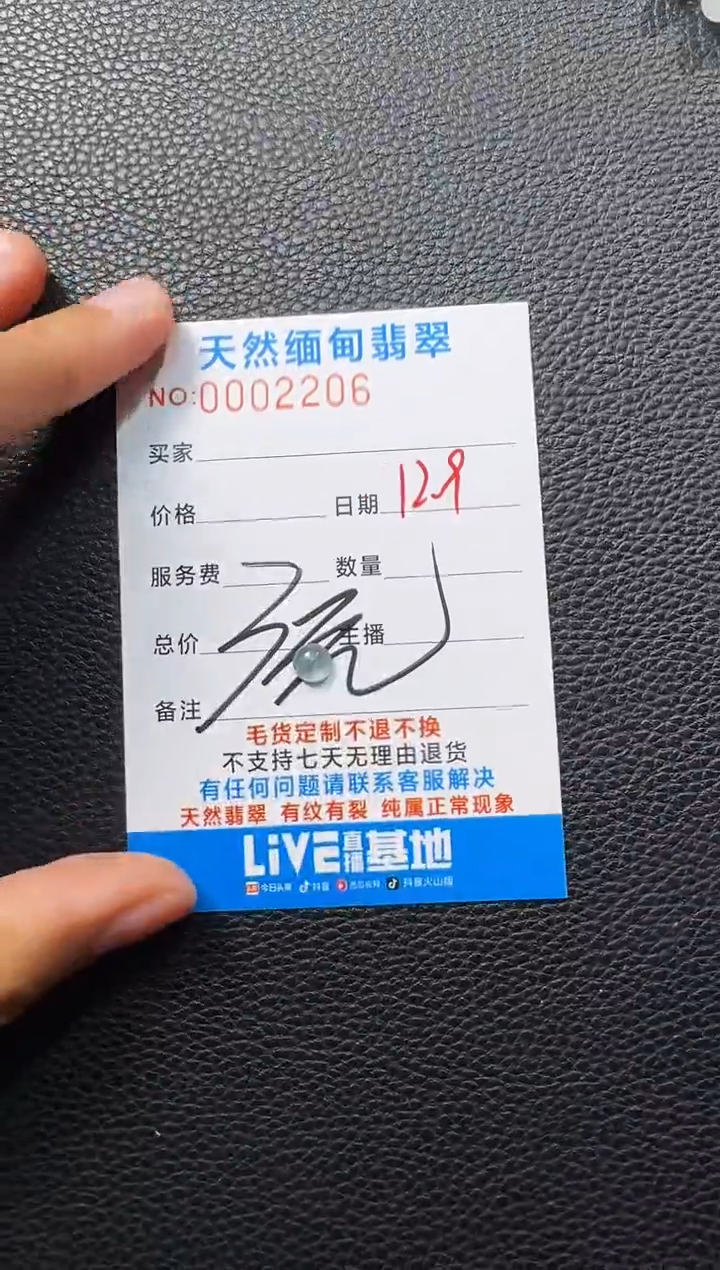 天然缅甸翡翠
NO:0002206
买家
价格 日期 12.9
服务费 数量
总价 主播
备注
毛货定制不退不换
不支持七天无理由退货
有任何问题请联系客服解决
天然翡翠 有纹有裂 纯属正常现象
LiVE直播基地
今日头条 抖音 西瓜视频 抖音火山版